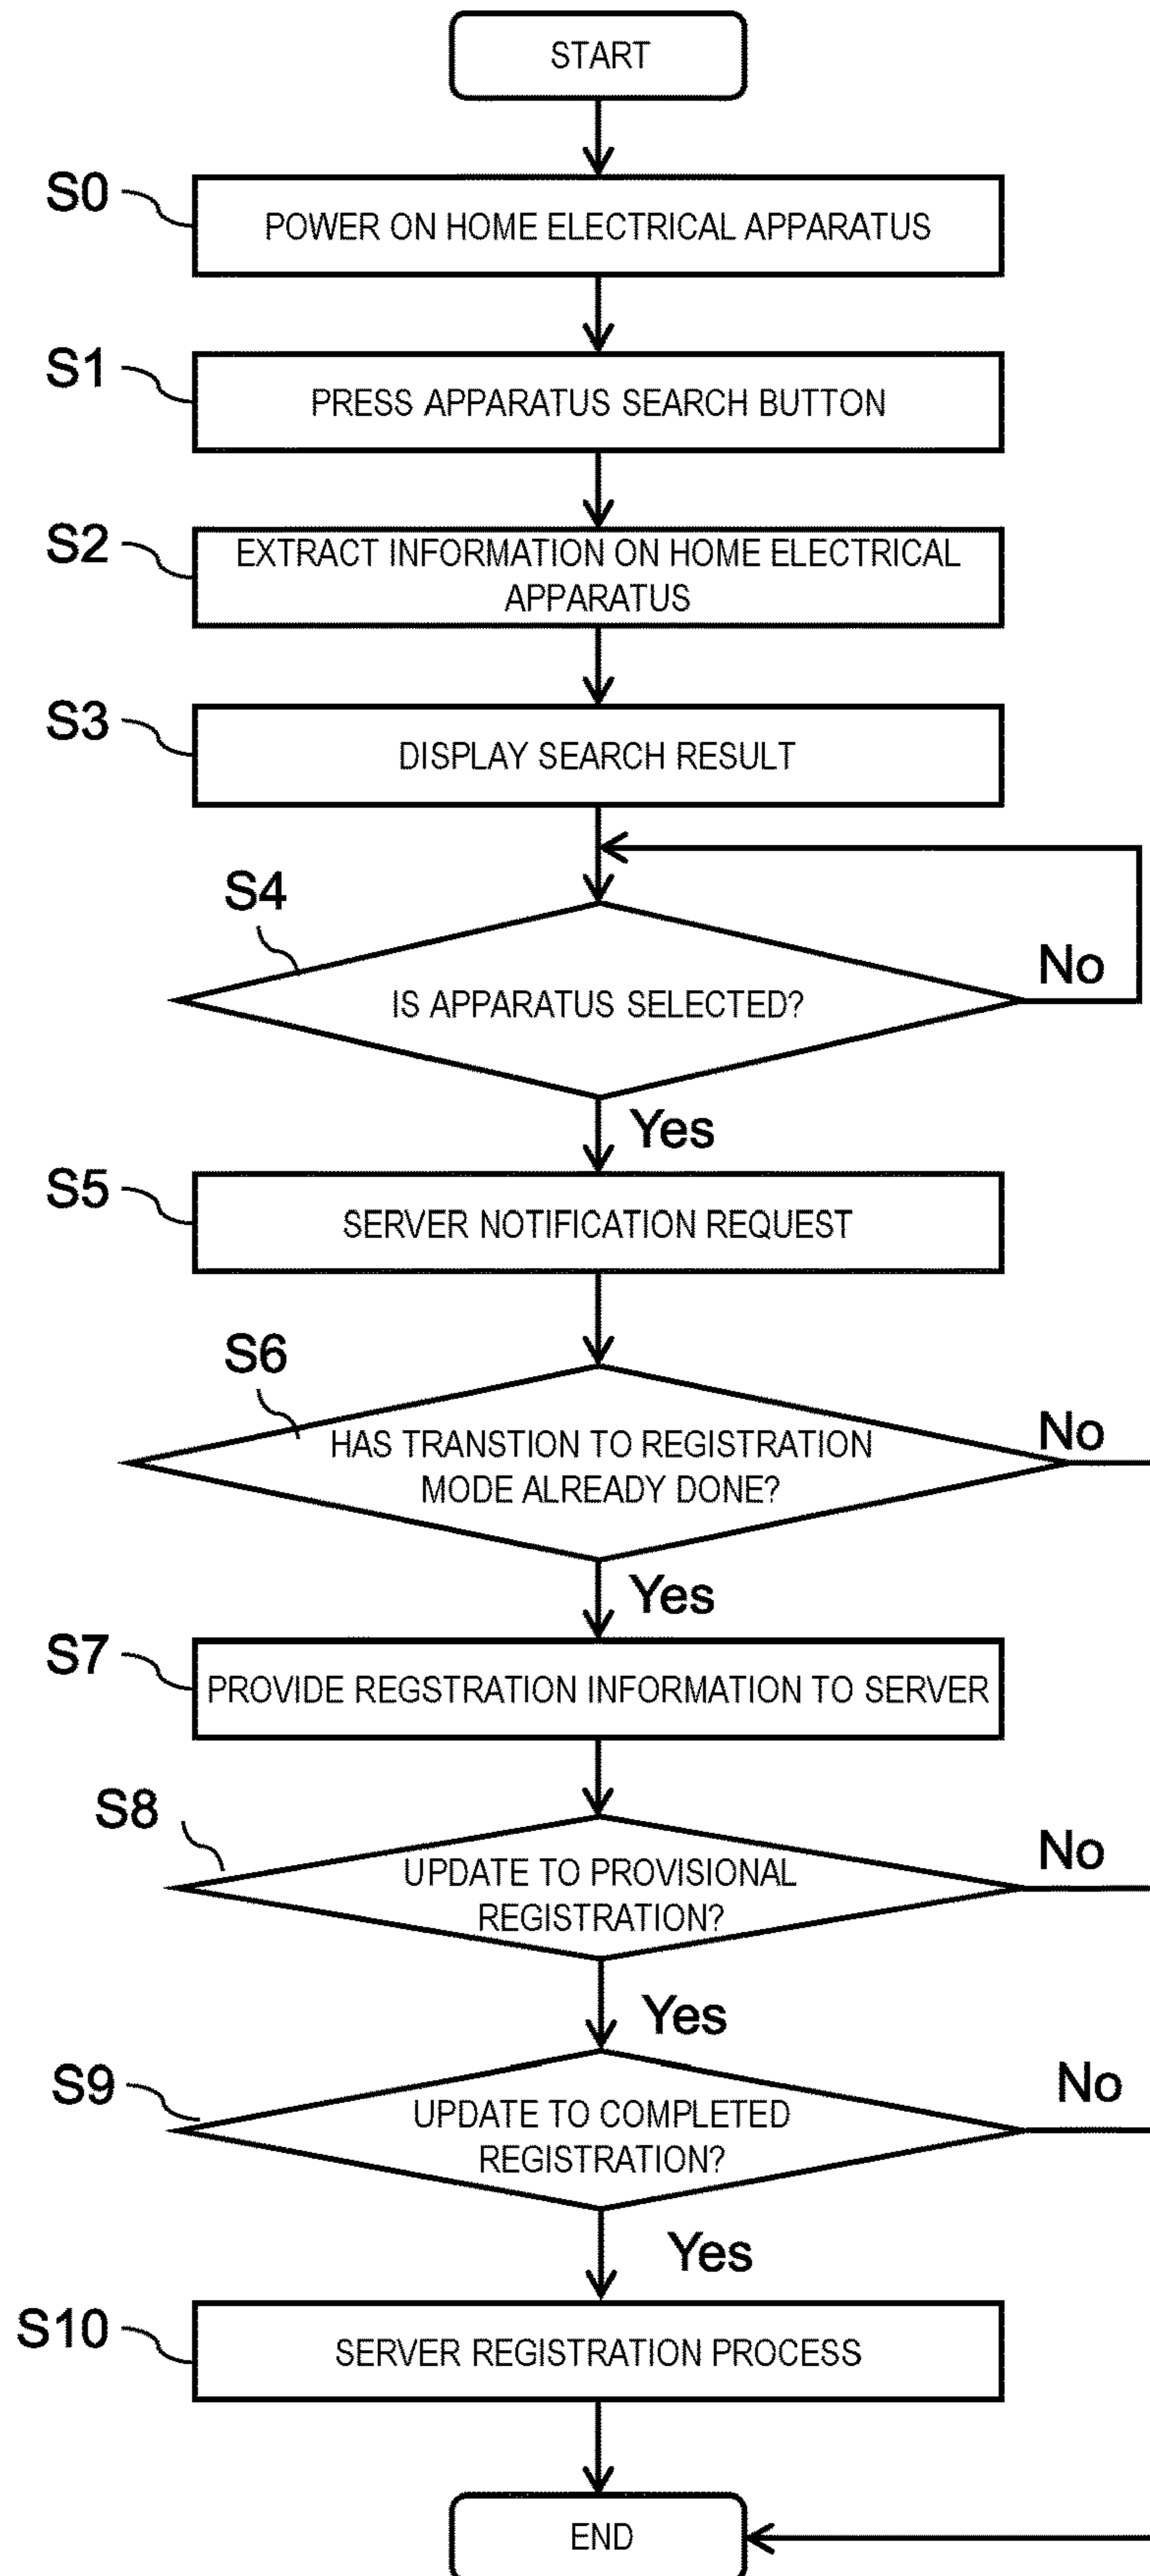 START
S0
POWER ON HOME ELECTRICAL APPARATUS
S1
PRESS APPARATUS SEARCH BUTTON
S2
EXTRACT INFORMATION ON HOME ELECTRICAL
APPARATUS
S3
DISPLAY SEARCH RESULT
S4
IS APPARATUS SELECTED?
No
Yes
S5
SERVER NOTIFICATION REQUEST
S6
HAS TRANSTION TO REGISTRATION
MODE ALREADY DONE?
No
Yes
S7
PROVIDE REGSTRATION INFORMATION TO SERVER
S8
UPDATE TO PROVISIONAL
REGISTRATION?
No
Yes
S9
UPDATE TO COMPLETED
REGISTRATION?
No
Yes
S10
SERVER REGISTRATION PROCESS
END